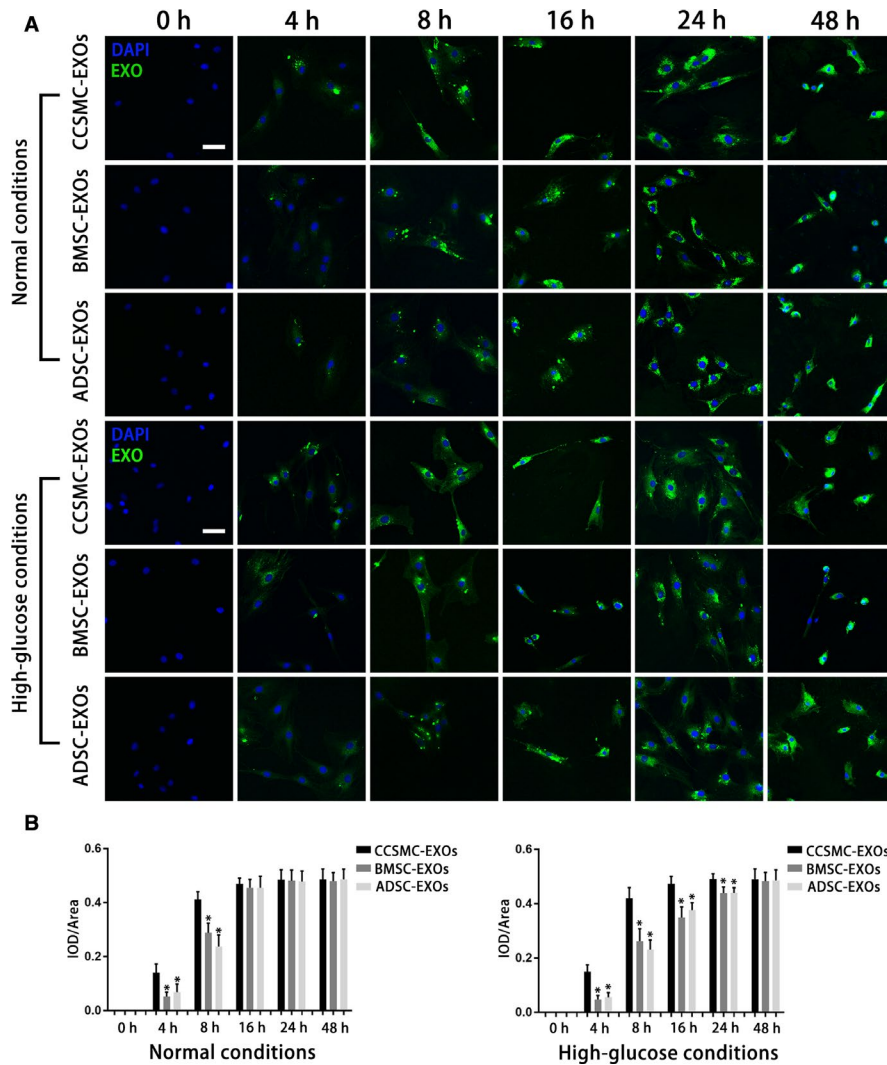 A
0 h 4 h 8 h 16 h 24 h 48 h
DAPI
EXO
Normal conditions
CCSMC-EXOs
BMSC-EXOs
ADSC-EXOs
DAPI
EXO
High-glucose conditions
CCSMC-EXOs
BMSC-EXOs
ADSC-EXOs
B
0.6
0.4
0.2
0.0
IOD/Area
CCSMC-EXOs
BMSC-EXOs
ADSC-EXOs
* * * *
0 h 4 h 8 h 16 h 24 h 48 h
Normal conditions
0.6
0.4
0.2
0.0
IOD/Area
CCSMC-EXOs
BMSC-EXOs
ADSC-EXOs
* * * * * * * *
0 h 4 h 8 h 16 h 24 h 48 h
High-glucose conditions